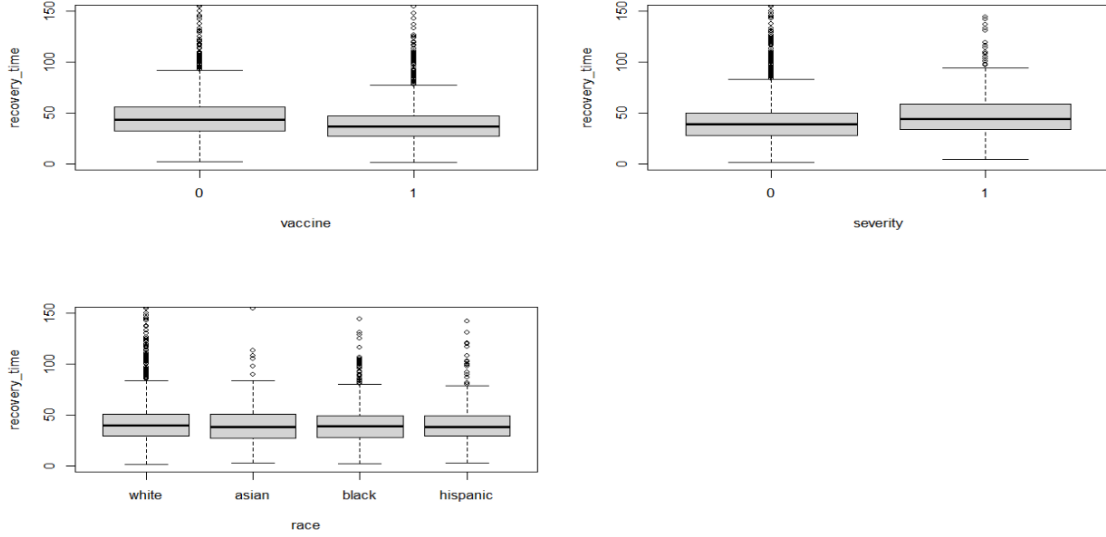 recovery_time
0 50 100 150
0 1
vaccine
recovery_time
0 50 100 150
0 1
severity
recovery_time
0 50 100 150
white asian black hispanic
race